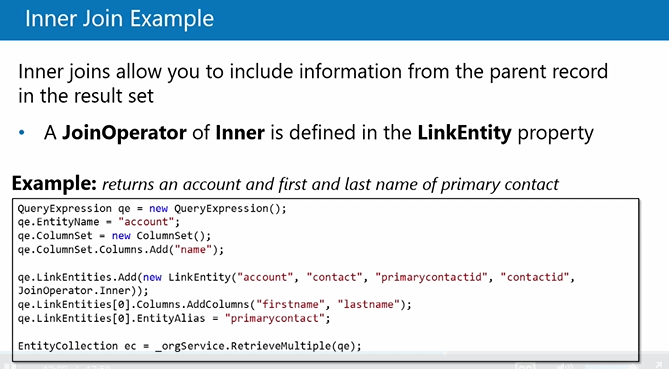 Inner Join Example
Inner joins allow you to include information from the parent record
in the result set
• A JoinOperator of Inner is defined in the LinkEntity property
Example: returns an account and first and last name of primary contact
QueryExpression qe = new QueryExpression();
qe.EntityName = "account";
qe.ColumnSet = new ColumnSet();
qe.ColumnSet.Columns.Add("name");
qe.LinkEntities.Add(new LinkEntity("account", "contact", "primarycontactid", "contactid",
JoinOperator.Inner));
qe.LinkEntities[0].Columns.AddColumns("firstname", "lastname");
qe.LinkEntities[0].EntityAlias = "primarycontact";
EntityCollection ec = _orgService.RetrieveMultiple(qe);